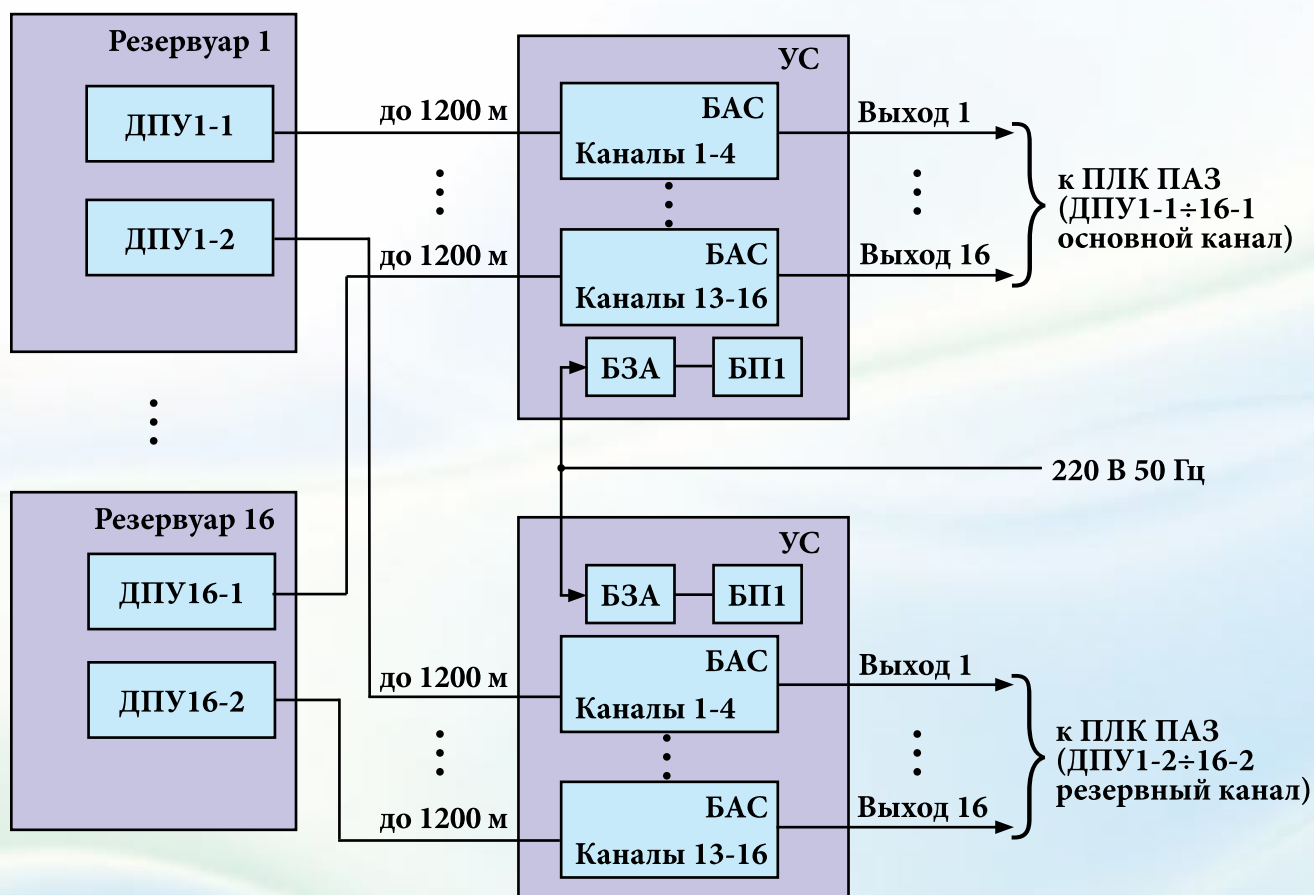 Резервуар 1
ДПУ1-1
ДПУ1-2
до 1200 м
до 1200 м
УС
БАС
Каналы 1-4
БАС
Каналы 13-16
БЗА
БП1
Выход 1
Выход 16
к ПЛК ПАЗ
(ДПУ1-1÷16-1
основной канал)
220 В 50 Гц
Резервуар 16
ДПУ16-1
ДПУ16-2
до 1200 м
до 1200 м
УС
БЗА
БП1
БАС
Каналы 1-4
БАС
Каналы 13-16
Выход 1
Выход 16
к ПЛК ПАЗ
(ДПУ1-2÷16-2
резервный канал)